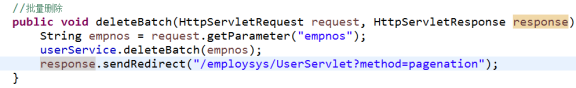 //批量删除
public void deleteBatch(HttpServletRequest request, HttpServletResponse response)
String empnos = request.getParameter("empnos");
userService.deleteBatch(empnos);
response.sendRedirect("/employsys/UserServlet?method=pagenation");
}